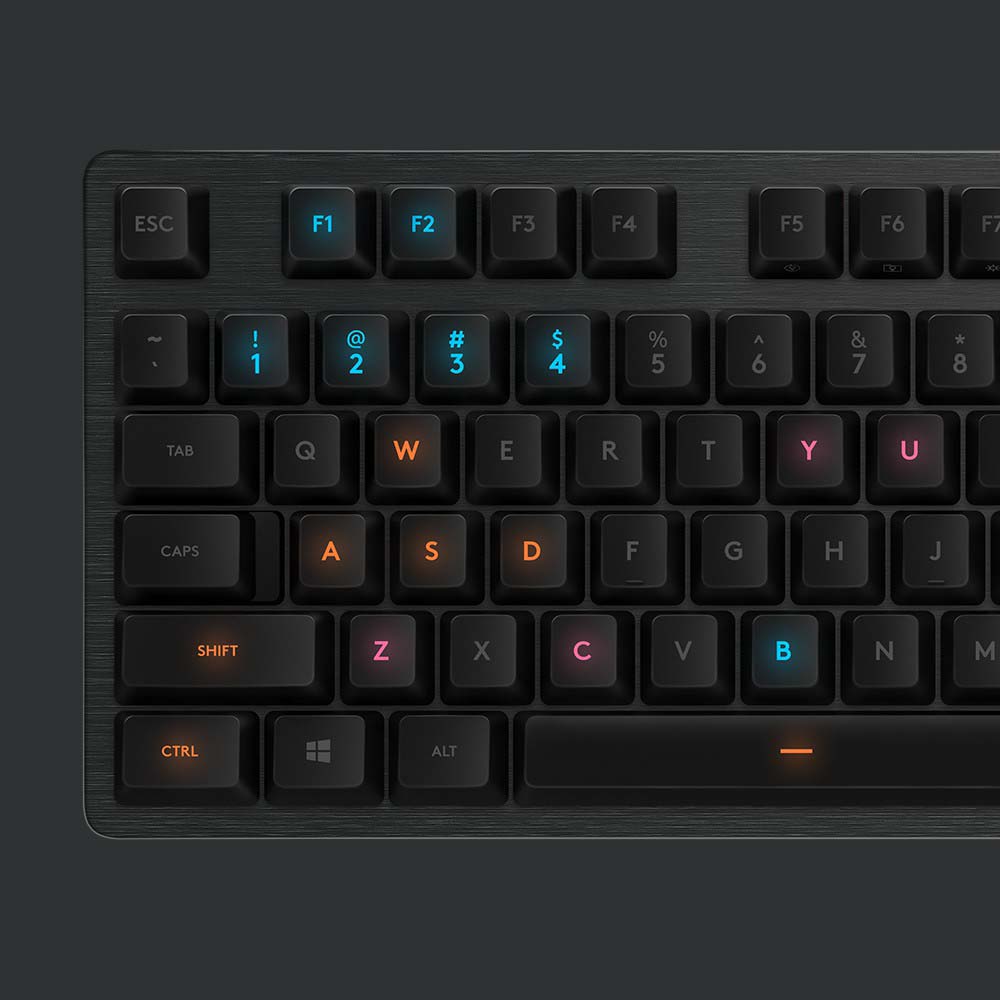 ESC F1 F2 F3 F4 F5 F6 F7
~ ! @ # $ % ^ & *
` 1 2 3 4 5 6 7 8
TAB Q W E R T Y U
CAPS A S D F G H J
SHIFT Z X C V B N M
CTRL ALT